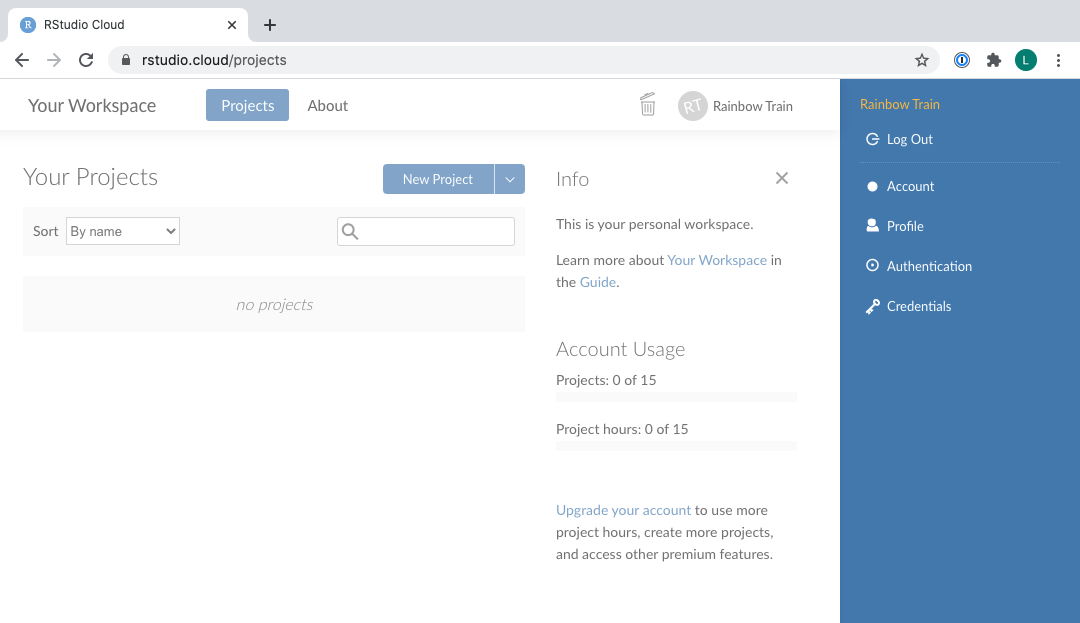 RStudio Cloud
rstudio.cloud/projects
L
Your Workspace
Projects
About
RT
Rainbow Train
Your Projects
New Project
Sort
By name
no projects
Info
This is your personal workspace.
Learn more about Your Workspace in
the Guide.
Account Usage
Projects: 0 of 15
Project hours: 0 of 15
Upgrade your account to use more
project hours, create more projects,
and access other premium features.
Rainbow Train
Log Out
Account
Profile
Authentication
Credentials